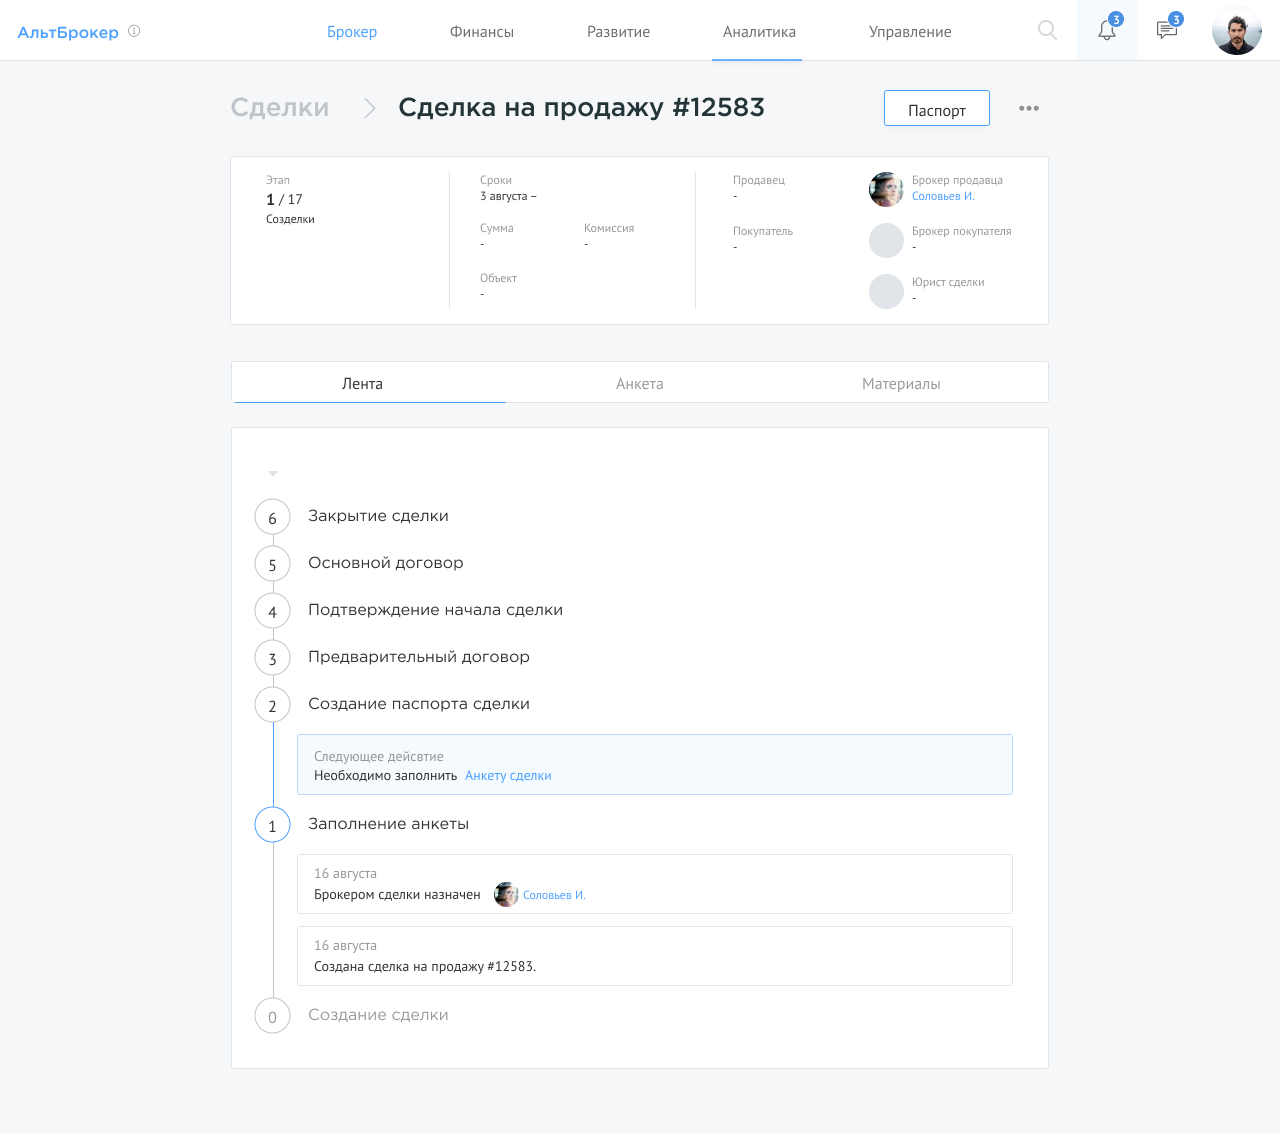 АльтБрокер
Брокер
Финансы
Развитие
Аналитика
Управление
3
3
Сделки
Сделка на продажу #12583
Паспорт
Этап
1 / 17
Созделки
Сроки
3 августа –
Сумма
-
Комиссия
-
Объект
-
Продавец
-
Покупатель
-
Брокер продавца
Соловьев И.
Брокер покупателя
-
Юрист сделки
-
Лента
Анкета
Материалы
6 Закрытие сделки
5 Основной договор
4 Подтверждение начала сделки
3 Предварительный договор
2 Создание паспорта сделки
Следующее дейсвтие
Необходимо заполнить Анкету сделки
1 Заполнение анкеты
16 августа
Брокером сделки назначен Соловьев И.
16 августа
Создана сделка на продажу #12583.
0 Создание сделки